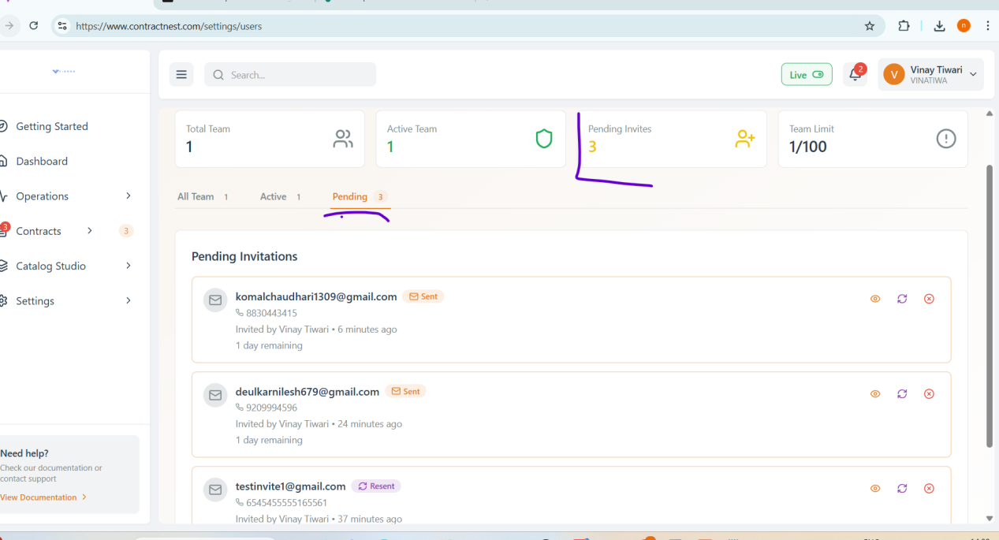 https://www.contractnest.com/settings/users
n
Search...
Live
2
V
Vinay Tiwari
VINATIWA
Getting Started
Dashboard
Operations
3
Contracts
3
Catalog Studio
Settings
Need help?
Check our documentation or
contact support
View Documentation
Total Team
1
Active Team
1
Pending Invites
3
Team Limit
1/100
All Team 1
Active 1
Pending 3
Pending Invitations
komalchaudhari1309@gmail.com Sent
8830443415
Invited by Vinay Tiwari • 6 minutes ago
1 day remaining
deulkarnilesh679@gmail.com Sent
9209994596
Invited by Vinay Tiwari • 24 minutes ago
1 day remaining
testinvite1@gmail.com Resent
6545455555165561
Invited by Vinay Tiwari • 37 minutes ago